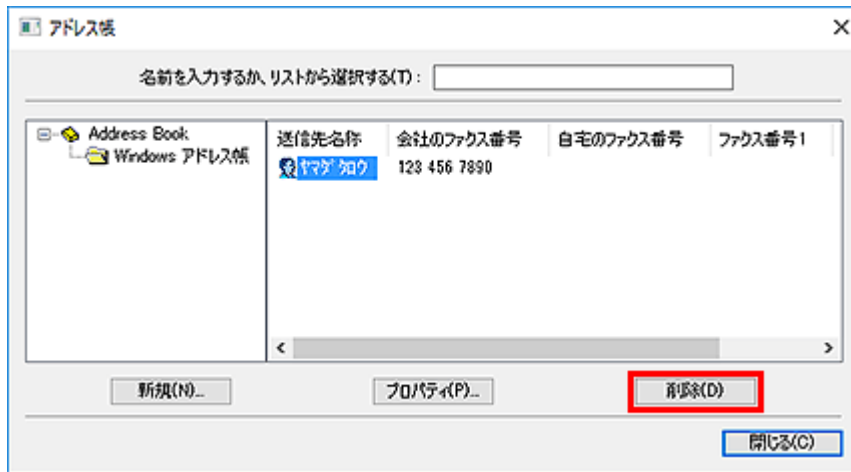 アドレス帳
名前を入力するか、リストから選択する(T):
Address Book
Windows アドレス帳
送信先名称 会社のファクス番号 自宅のファクス番号 ファクス番号1
ヤマダ タロウ 123 456 7890
新規(N)... プロパティ(P)... 削除(D)
閉じる(C)